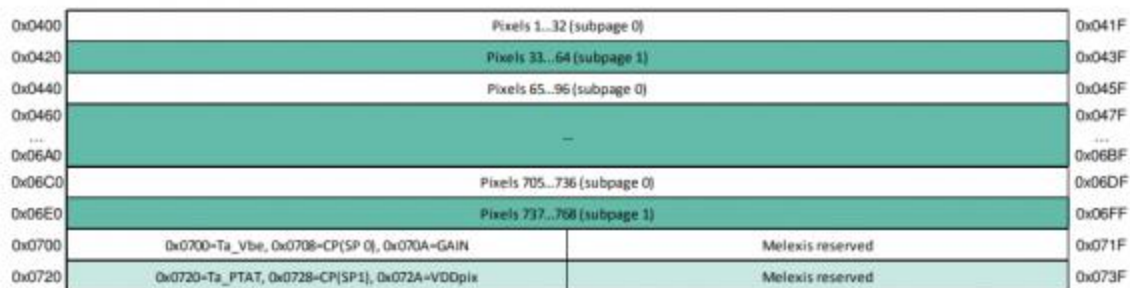 0x0400 Pixels 1...32 (subpage 0) 0x041F
0x0420 Pixels 33...64 (subpage 1) 0x043F
0x0440 Pixels 65...96 (subpage 0) 0x045F
0x0460 0x047F
... ... ...
0x06A0 0x06BF
0x06C0 Pixels 705...736 (subpage 0) 0x06DF
0x06E0 Pixels 737...768 (subpage 1) 0x06FF
0x0700 0x0700=Ta_Vbe, 0x0708=CP(SP 0), 0x070A=GAIN Melexis reserved 0x071F
0x0720 0x0720=Ta_PTAT, 0x0728=CP(SP1), 0x072A=VDDpix Melexis reserved 0x073F